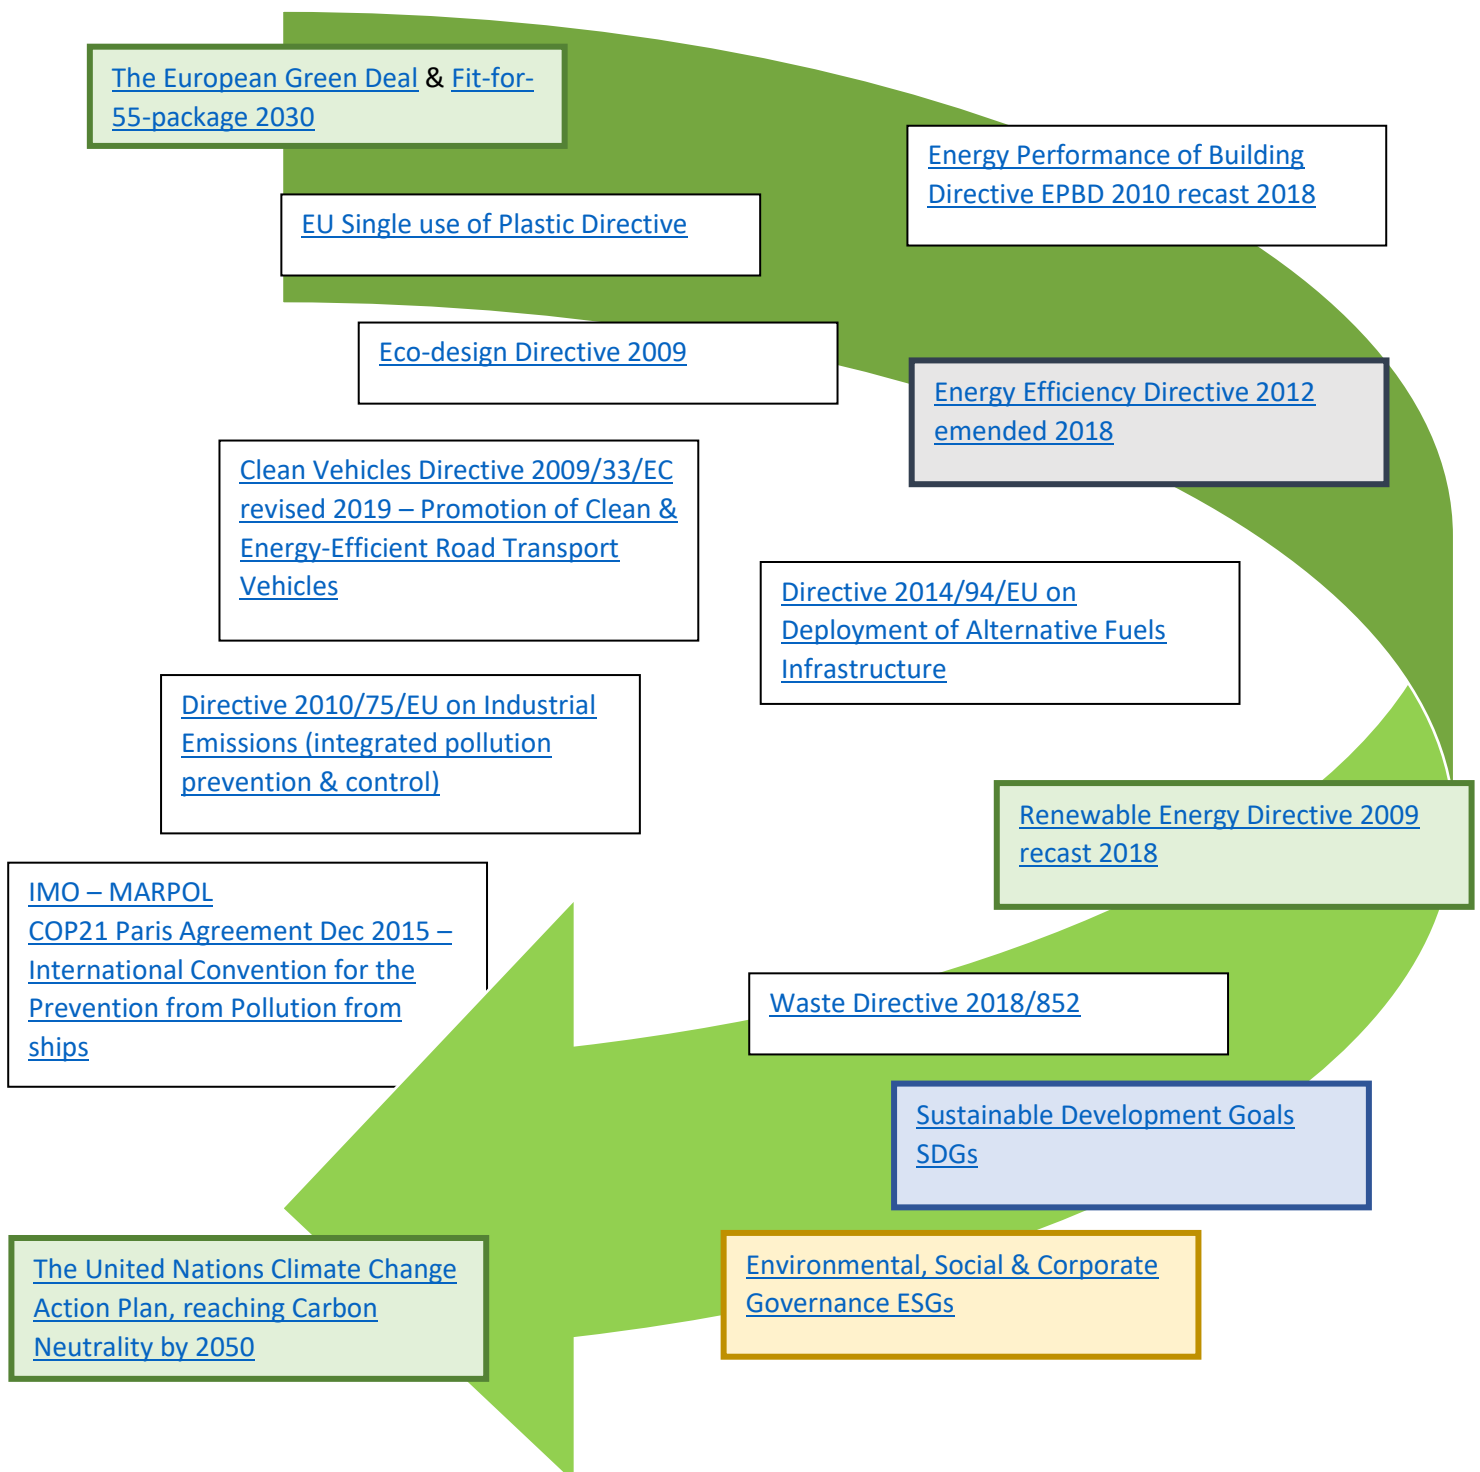 The European Green Deal & Fit-for-
55-package 2030
Energy Performance of Building
Directive EPBD 2010 recast 2018
EU Single use of Plastic Directive
Eco-design Directive 2009
Energy Efficiency Directive 2012
emended 2018
Clean Vehicles Directive 2009/33/EC
revised 2019 – Promotion of Clean &
Energy-Efficient Road Transport
Vehicles
Directive 2014/94/EU on
Deployment of Alternative Fuels
Infrastructure
Directive 2010/75/EU on Industrial
Emissions (integrated pollution
prevention & control)
Renewable Energy Directive 2009
recast 2018
IMO – MARPOL
COP21 Paris Agreement Dec 2015 –
International Convention for the
Prevention from Pollution from
ships
Waste Directive 2018/852
Sustainable Development Goals
SDGs
Environmental, Social & Corporate
Governance ESGs
The United Nations Climate Change
Action Plan, reaching Carbon
Neutrality by 2050